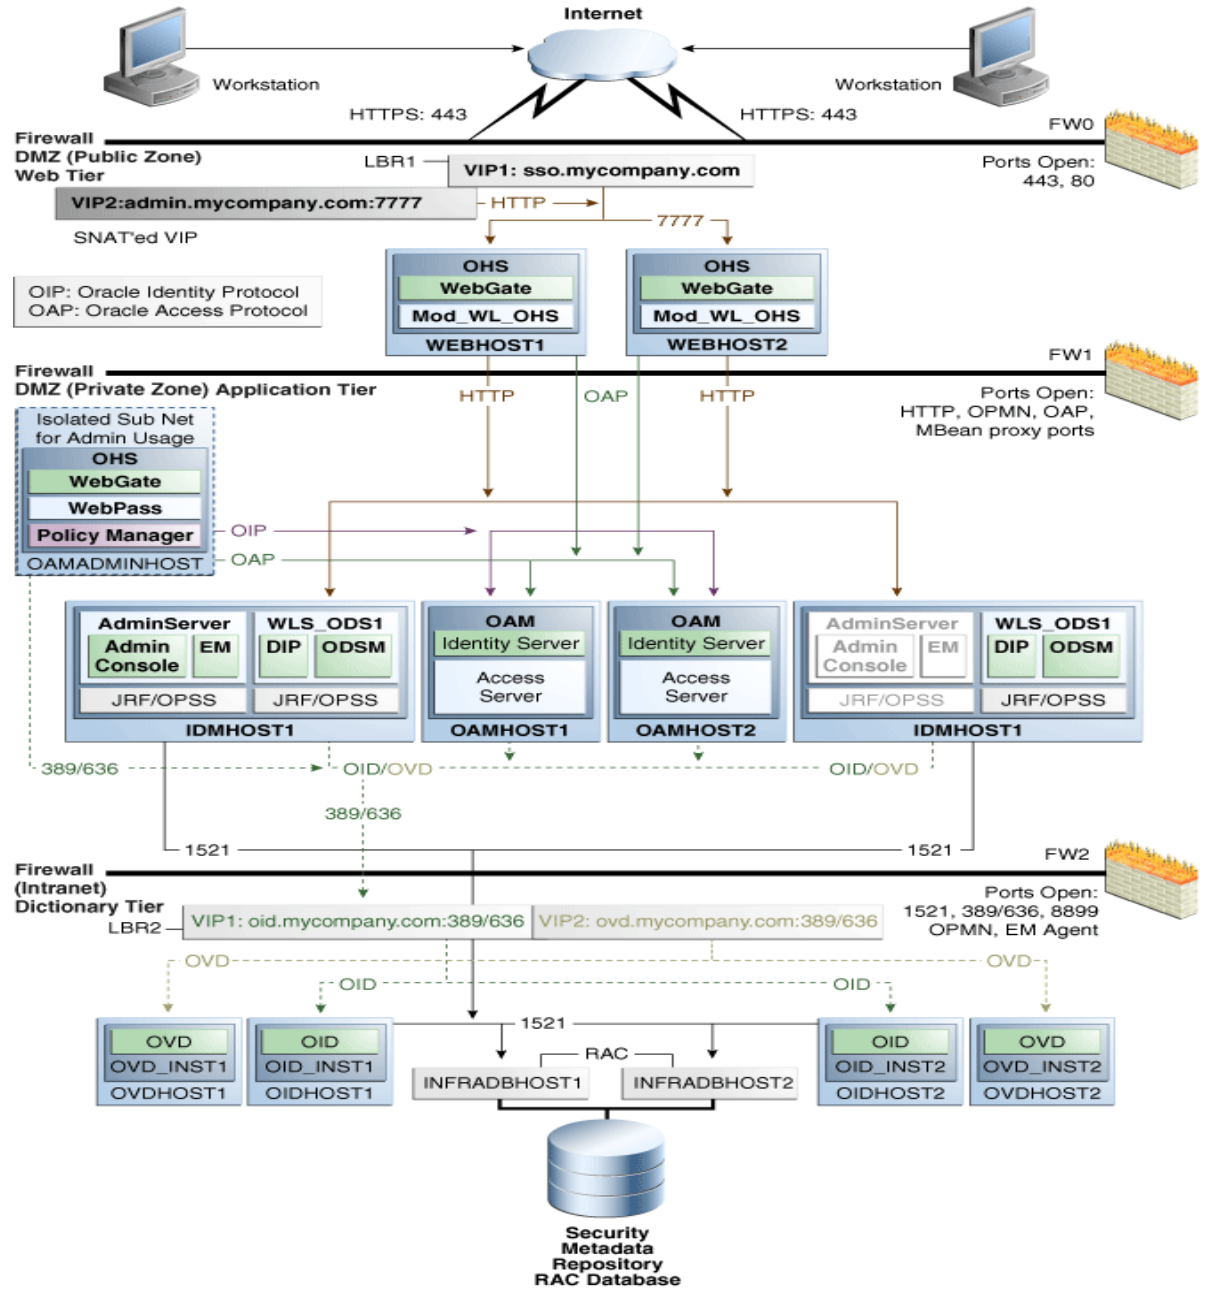 Internet
Workstation
Workstation
HTTPS: 443
HTTPS: 443
FW0
Firewall
DMZ (Public Zone)
Web Tier
Ports Open:
443, 80
LBR1
VIP1: sso.mycompany.com
VIP2:admin.mycompany.com:7777
HTTP
7777
SNAT'ed VIP
OIP: Oracle Identity Protocol
OAP: Oracle Access Protocol
OHS
WebGate
Mod_WL_OHS
WEBHOST1
OHS
WebGate
Mod_WL_OHS
WEBHOST2
FW1
Firewall
DMZ (Private Zone) Application Tier
HTTP
OAP
HTTP
Ports Open:
HTTP, OPMN, OAP,
MBean proxy ports
Isolated Sub Net
for Admin Usage
OHS
WebGate
WebPass
Policy Manager
OAMADMINHOST
OIP
OAP
AdminServer
Admin
Console
EM
JRF/OPSS
WLS_ODS1
DIP
ODSM
JRF/OPSS
IDMHOST1
OAM
Identity Server
Access
Server
OAMHOST1
OAM
Identity Server
Access
Server
OAMHOST2
AdminServer
Admin
Console
EM
JRF/OPSS
WLS_ODS1
DIP
ODSM
JRF/OPSS
IDMHOST1
389/636
OID/OVD
OID/OVD
389/636
1521
1521
FW2
Firewall
(Intranet)
Dictionary Tier
Ports Open:
1521, 389/636, 8899
OPMN, EM Agent
LBR2
VIP1: oid.mycompany.com:389/636
VIP2: ovd.mycompany.com:389/636
OVD
OVD
OID
OID
1521
RAC
OVD
OVD_INST1
OVDHOST1
OID
OID_INST1
OIDHOST1
INFRADBHOST1
INFRADBHOST2
OID
OID_INST2
OIDHOST2
OVD
OVD_INST2
OVDHOST2
Security
Metadata
Repository
RAC Database